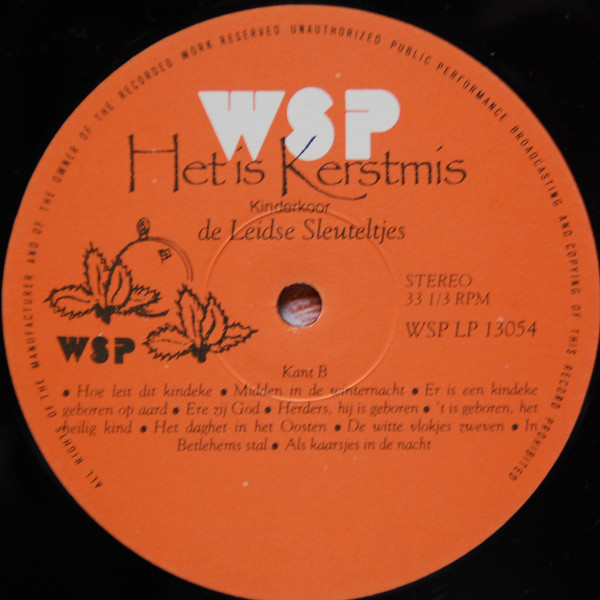 ALL RIGHTS OF THE MANUFACTURER AND OF THE OWNER OF THE RECORDED WORK RESERVED UNAUTHORIZED PUBLIC PERFORMANCE BROADCASTING AND COPYING OF THIS RECORD PROHIBITED
WSP
Het is Kerstmis
Kinderkoor
de Leidse Sleuteltjes
STEREO
33 1/3 RPM
WSP LP 13054
WSP
Kant B
• Hoe leit dit kindeke • Midden in de winternacht • Er is een kindeke
geboren op aard • Ere zij God • Herders, hij is geboren • 't is geboren, het
heilig kind • Het daghet in het Oosten • De witte vlokjes zweven • In
Betlehems stal • Als kaarsjes in de nacht